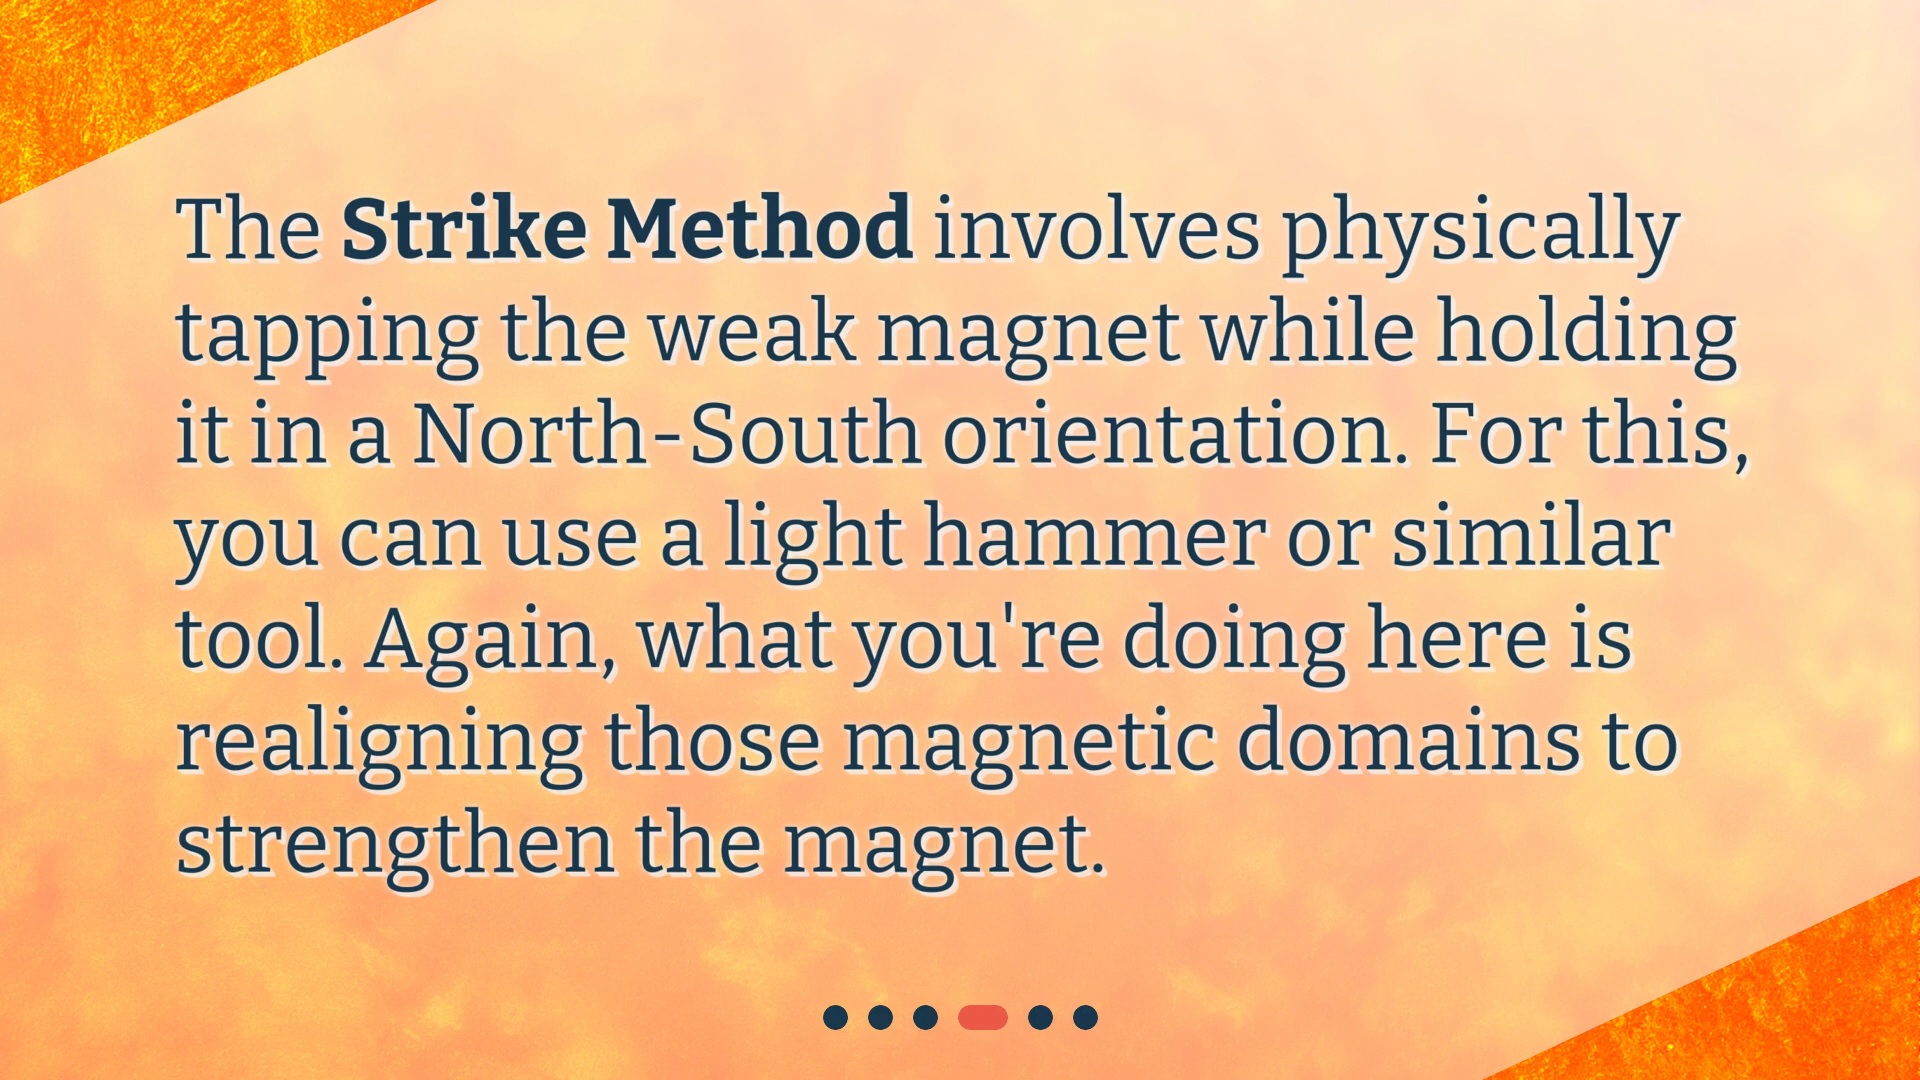 The Strike Method involves physically
tapping the weak magnet while holding
it in a North-South orientation. For this,
you can use a light hammer or similar
tool. Again, what you're doing here is
realigning those magnetic domains to
strengthen the magnet.